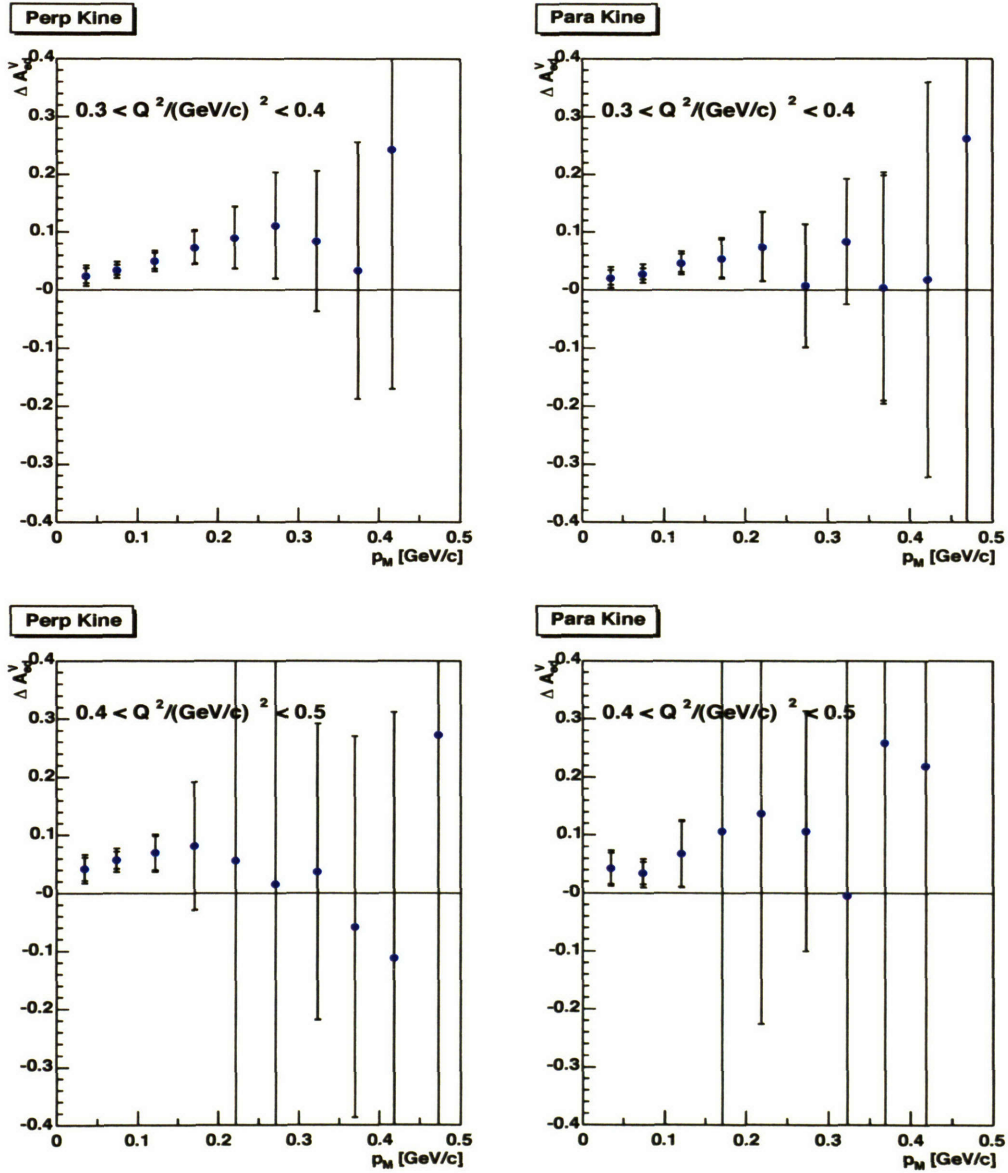 Perp Kine
Δ A^V_ed
0.3 < Q ²/(GeV/c) ² < 0.4
0.4
0.3
0.2
0.1
-0
-0.1
-0.2
-0.3
-0.4
0 0.1 0.2 0.3 0.4 0.5
p_M [GeV/c]
Para Kine
Δ A^V_ed
0.3 < Q ²/(GeV/c) ² < 0.4
0.4
0.3
0.2
0.1
-0
-0.1
-0.2
-0.3
-0.4
0 0.1 0.2 0.3 0.4 0.5
p_M [GeV/c]
Perp Kine
Δ A^V_ed
0.4 < Q ²/(GeV/c) ² < 0.5
0.4
0.3
0.2
0.1
-0
-0.1
-0.2
-0.3
-0.4
0 0.1 0.2 0.3 0.4 0.5
p_M [GeV/c]
Para Kine
Δ A^V_ed
0.4 < Q ²/(GeV/c) ² < 0.5
0.4
0.3
0.2
0.1
-0
-0.1
-0.2
-0.3
-0.4
0 0.1 0.2 0.3 0.4 0.5
p_M [GeV/c]